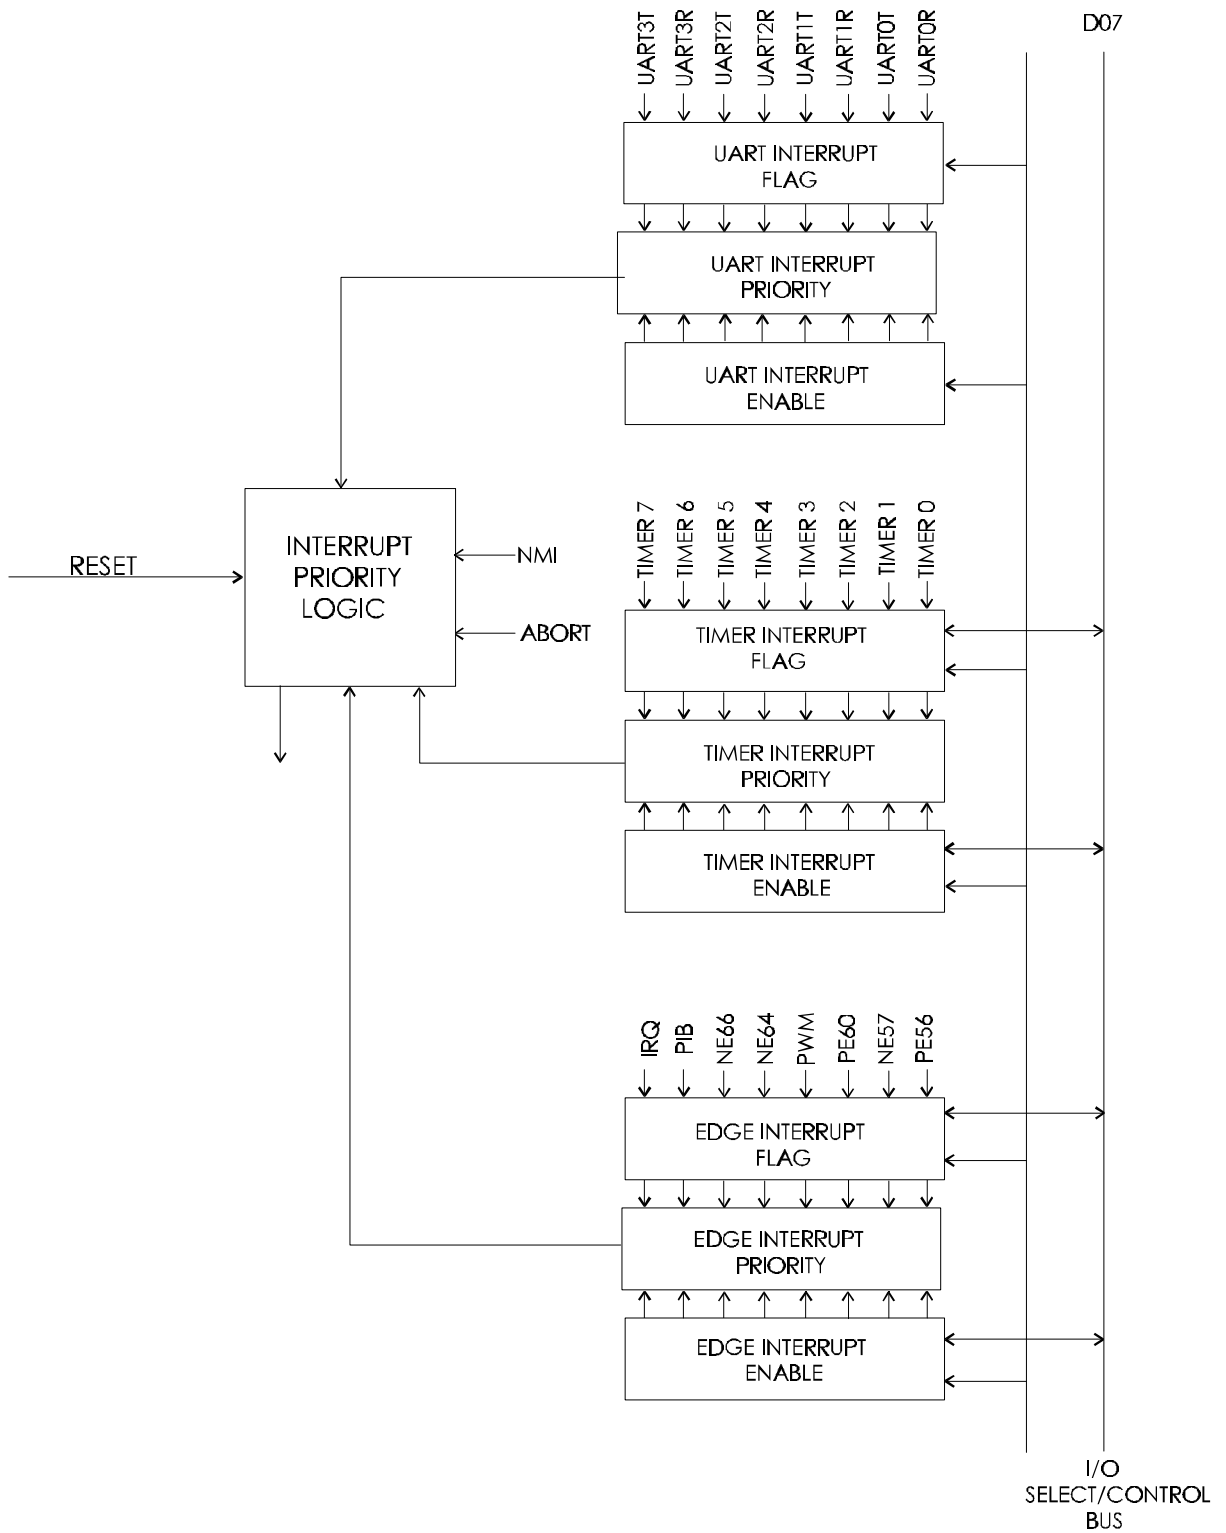 UART3T
UART3R
UART2T
UART2R
UART1T
UART1R
UART0T
UART0R
D07
UART INTERRUPT
FLAG
UART INTERRUPT
PRIORITY
UART INTERRUPT
ENABLE
RESET
INTERRUPT
PRIORITY
LOGIC
NMI
ABORT
TIMER 7
TIMER 6
TIMER 5
TIMER 4
TIMER 3
TIMER 2
TIMER 1
TIMER 0
TIMER INTERRUPT
FLAG
TIMER INTERRUPT
PRIORITY
TIMER INTERRUPT
ENABLE
IRQ
PIB
NE66
NE64
PWM
PE60
NE57
PE56
EDGE INTERRUPT
FLAG
EDGE INTERRUPT
PRIORITY
EDGE INTERRUPT
ENABLE
I/O
SELECT/CONTROL
BUS